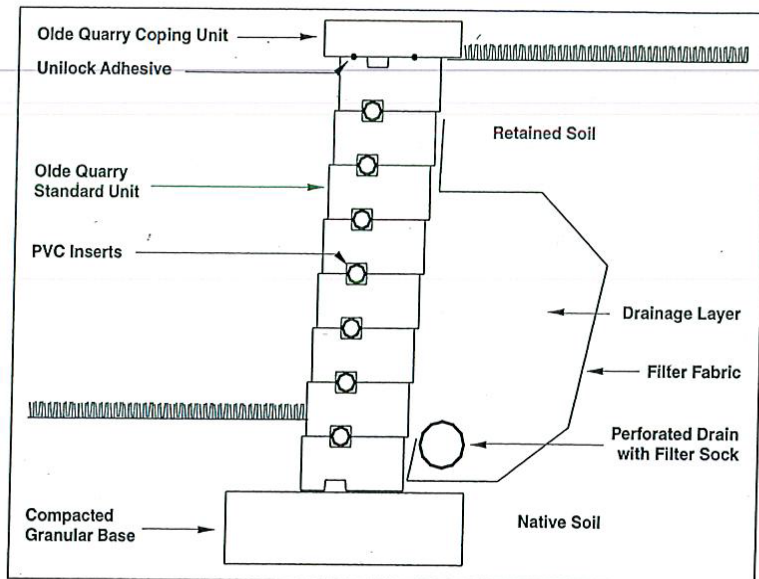 Olde Quarry Coping Unit
Unilock Adhesive
Retained Soil
Olde Quarry
Standard Unit
PVC Inserts
Drainage Layer
Filter Fabric
Perforated Drain
with Filter Sock
Compacted
Granular Base
Native Soil